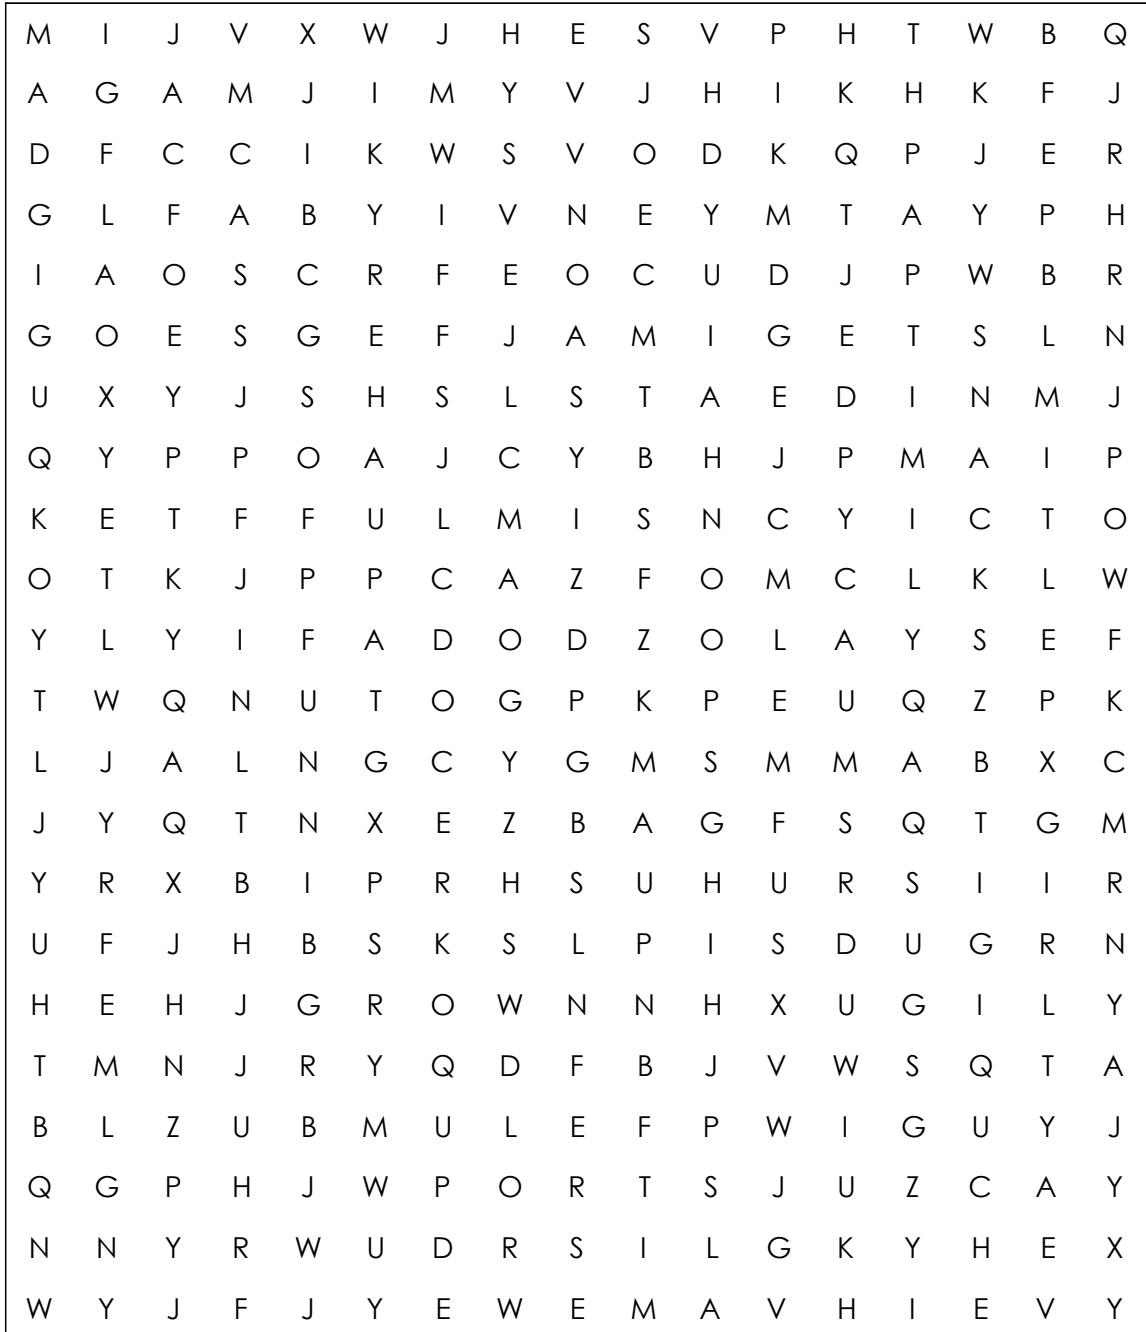 M I J V X W J H E S V P H T W B Q
A G A M J I M Y V J H I K H K F J
D F C C I K W S V O D K Q P J E R
G L F A B Y I V N E Y M T A Y P H
I A O S C R F E O C U D J P W B R
G O E S G E F J A M I G E T S L N
U X Y J S H S L S T A E D I N M J
Q Y P P O A J C Y B H J P M A I P
K E T F F U L M I S N C Y I C T O
O T K J P P C A Z F O M C L K L W
Y L Y I F A D O D Z O L A Y S E F
T W Q N U T O G P K P E U Q Z P K
L J A L N G C Y G M S M M A B X C
J Y Q T N X E Z B A G F S Q T G M
Y R X B I P R H S U H U R S I I R
U F J H B S K S L P I S D U G R N
H E H J G R O W N N H X U G I L Y
T M N J R Y Q D F B J V W S Q T A
B L Z U B M U L E F P W I G U Y J
Q G P H J W P O R T S J U Z C A Y
N N Y R W U D R S I L G K Y H E X
W Y J F J Y E W E M A V H I E V Y